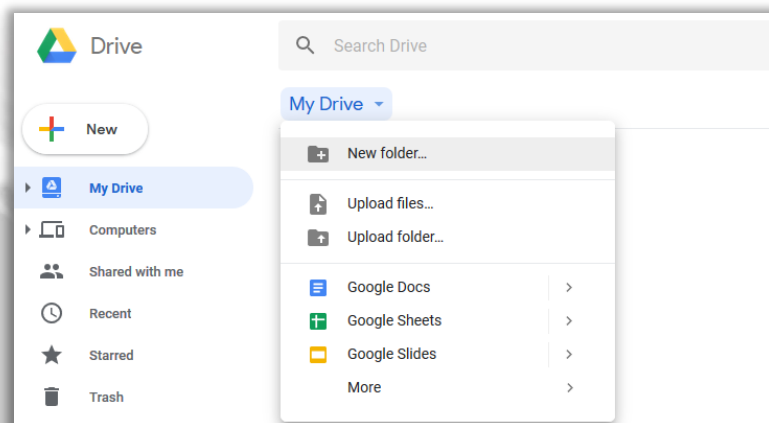 Drive
Search Drive
New
My Drive
Computers
Shared with me
Recent
Starred
Trash
My Drive
New folder...
Upload files...
Upload folder...
Google Docs
Google Sheets
Google Slides
More